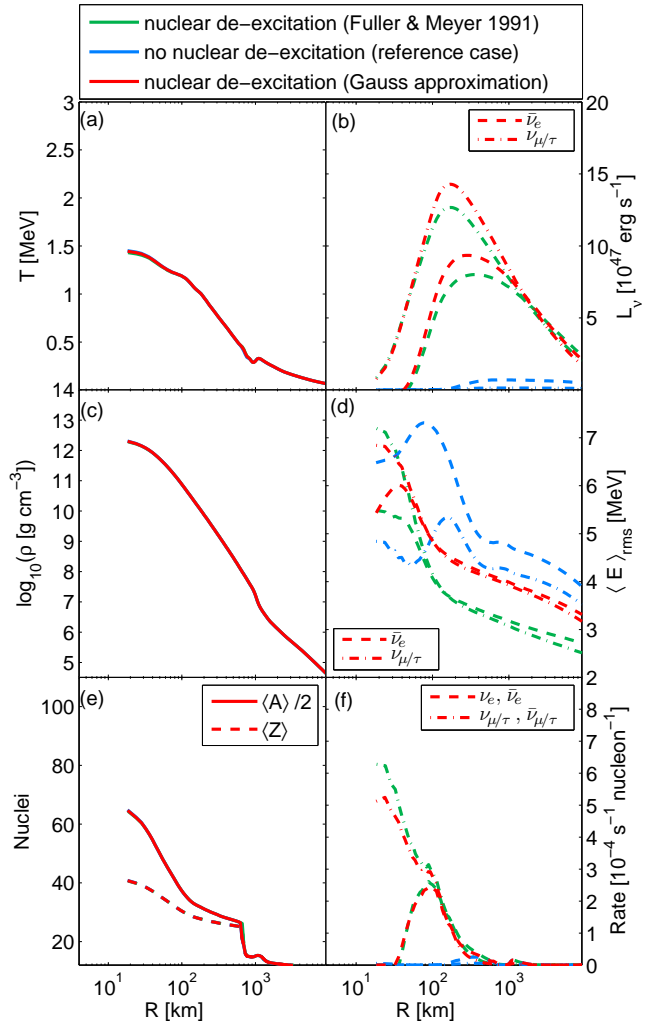 nuclear de−excitation (Fuller & Meyer 1991)
no nuclear de−excitation (reference case)
nuclear de−excitation (Gauss approximation)
(a)
3
2.5
2
1.5
1
0.5
T [MeV]
(b)
ν̄e
νμ/τ
20
15
10
5
Lν [10^47 erg s−1]
(c)
14
13
12
11
10
9
8
7
6
5
log10(ρ [g cm−3])
(d)
ν̄e
νμ/τ
7
6
5
4
3
2
⟨ E ⟩rms [MeV]
(e)
⟨A⟩ /2
⟨Z⟩
100
80
60
40
20
Nuclei
10^1 10^2 10^3
R [km]
(f)
νe, ν̄e
νμ/τ , ν̄μ/τ
8
7
6
5
4
3
2
1
0
Rate [10−4 s−1 nucleon−1]
10^1 10^2 10^3
R [km]